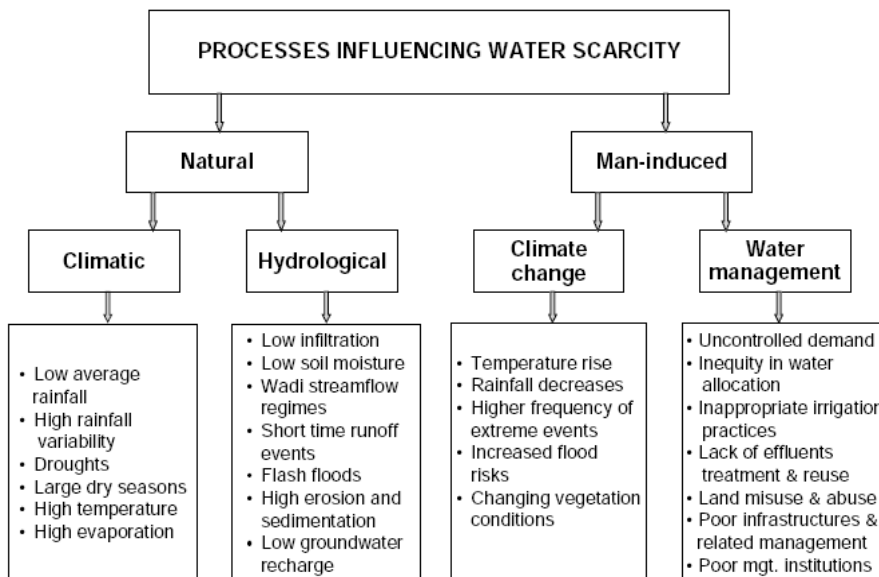 PROCESSES INFLUENCING WATER SCARCITY
Natural
Man-induced
Climatic
Hydrological
Climate
change
Water
management
• Low average
rainfall
• High rainfall
variability
• Droughts
• Large dry seasons
• High temperature
• High evaporation
• Low infiltration
• Low soil moisture
• Wadi streamflow
regimes
• Short time runoff
events
• Flash floods
• High erosion and
sedimentation
• Low groundwater
recharge
• Temperature rise
• Rainfall decreases
• Higher frequency of
extreme events
• Increased flood
risks
• Changing vegetation
conditions
• Uncontrolled demand
• Inequity in water
allocation
• Inappropriate irrigation
practices
• Lack of effluents
treatment & reuse
• Land misuse & abuse
• Poor infrastructures &
related management
• Poor mgt. institutions